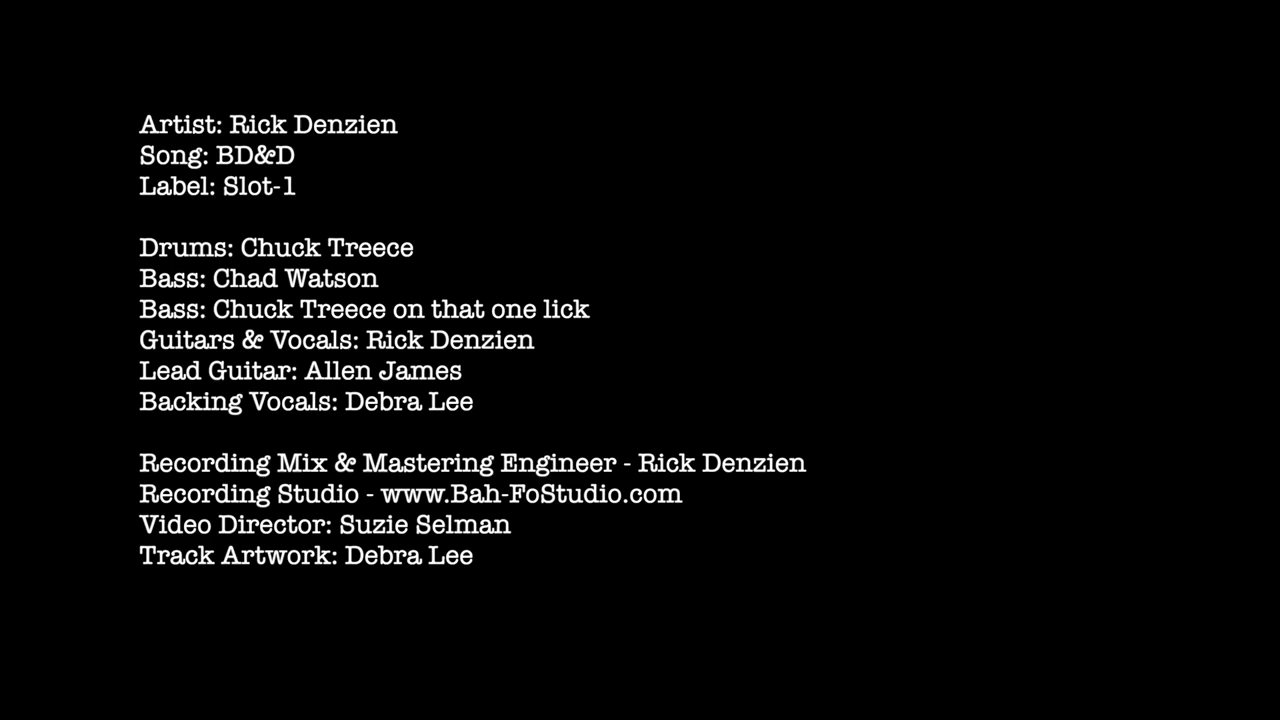 Artist: Rick Denzien
Song: BD&D
Label: Slot-1
Drums: Chuck Treece
Bass: Chad Watson
Bass: Chuck Treece on that one lick
Guitars & Vocals: Rick Denzien
Lead Guitar: Allen James
Backing Vocals: Debra Lee
Recording Mix & Mastering Engineer - Rick Denzien
Recording Studio - www.Bah-FoStudio.com
Video Director: Suzie Selman
Track Artwork: Debra Lee